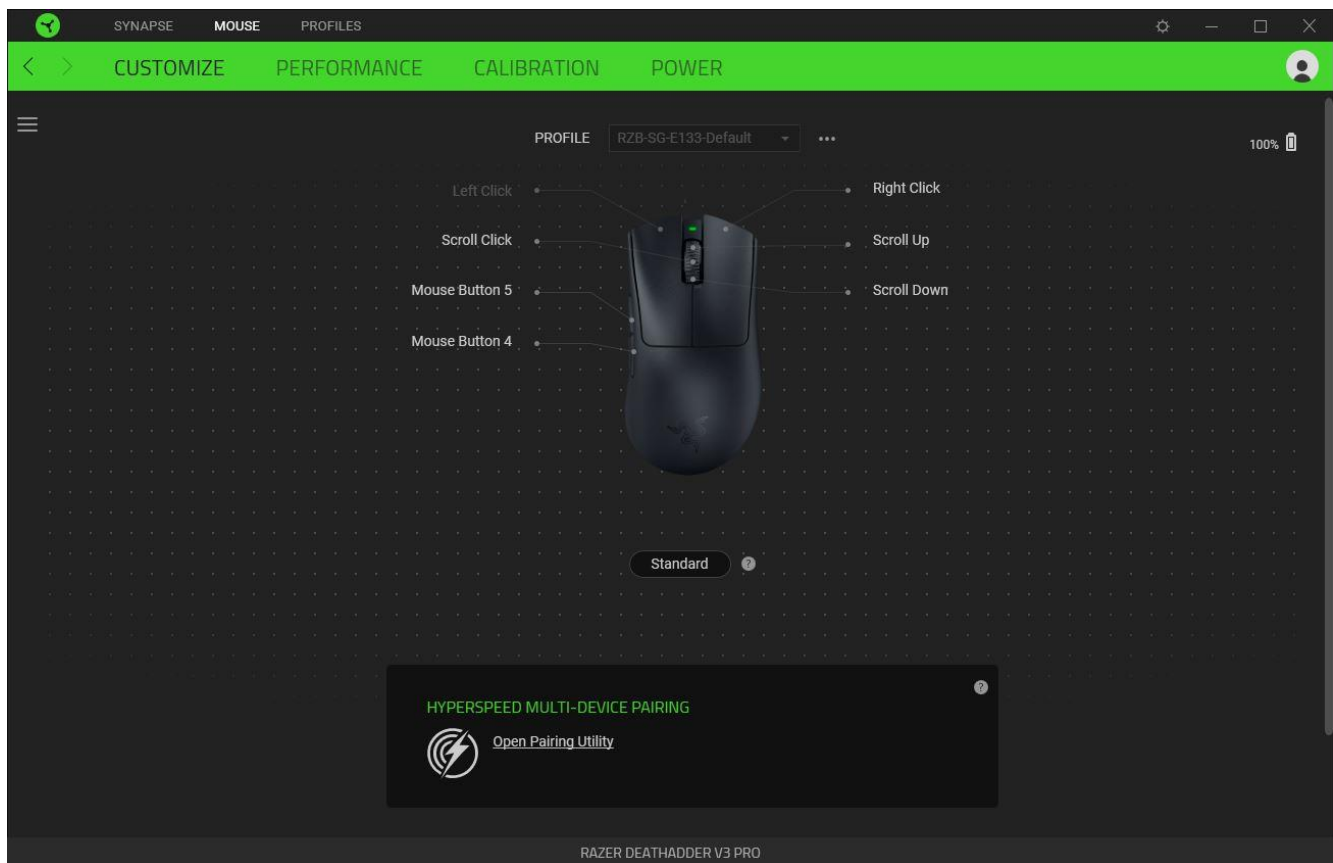 SYNAPSE MOUSE PROFILES
CUSTOMIZE PERFORMANCE CALIBRATION POWER
PROFILE RZB-SG-E133-Default
100%
Left Click
Right Click
Scroll Click
Scroll Up
Mouse Button 5
Scroll Down
Mouse Button 4
Standard ?
?
HYPERSPEED MULTI-DEVICE PAIRING
Open Pairing Utility
RAZER DEATHADDER V3 PRO